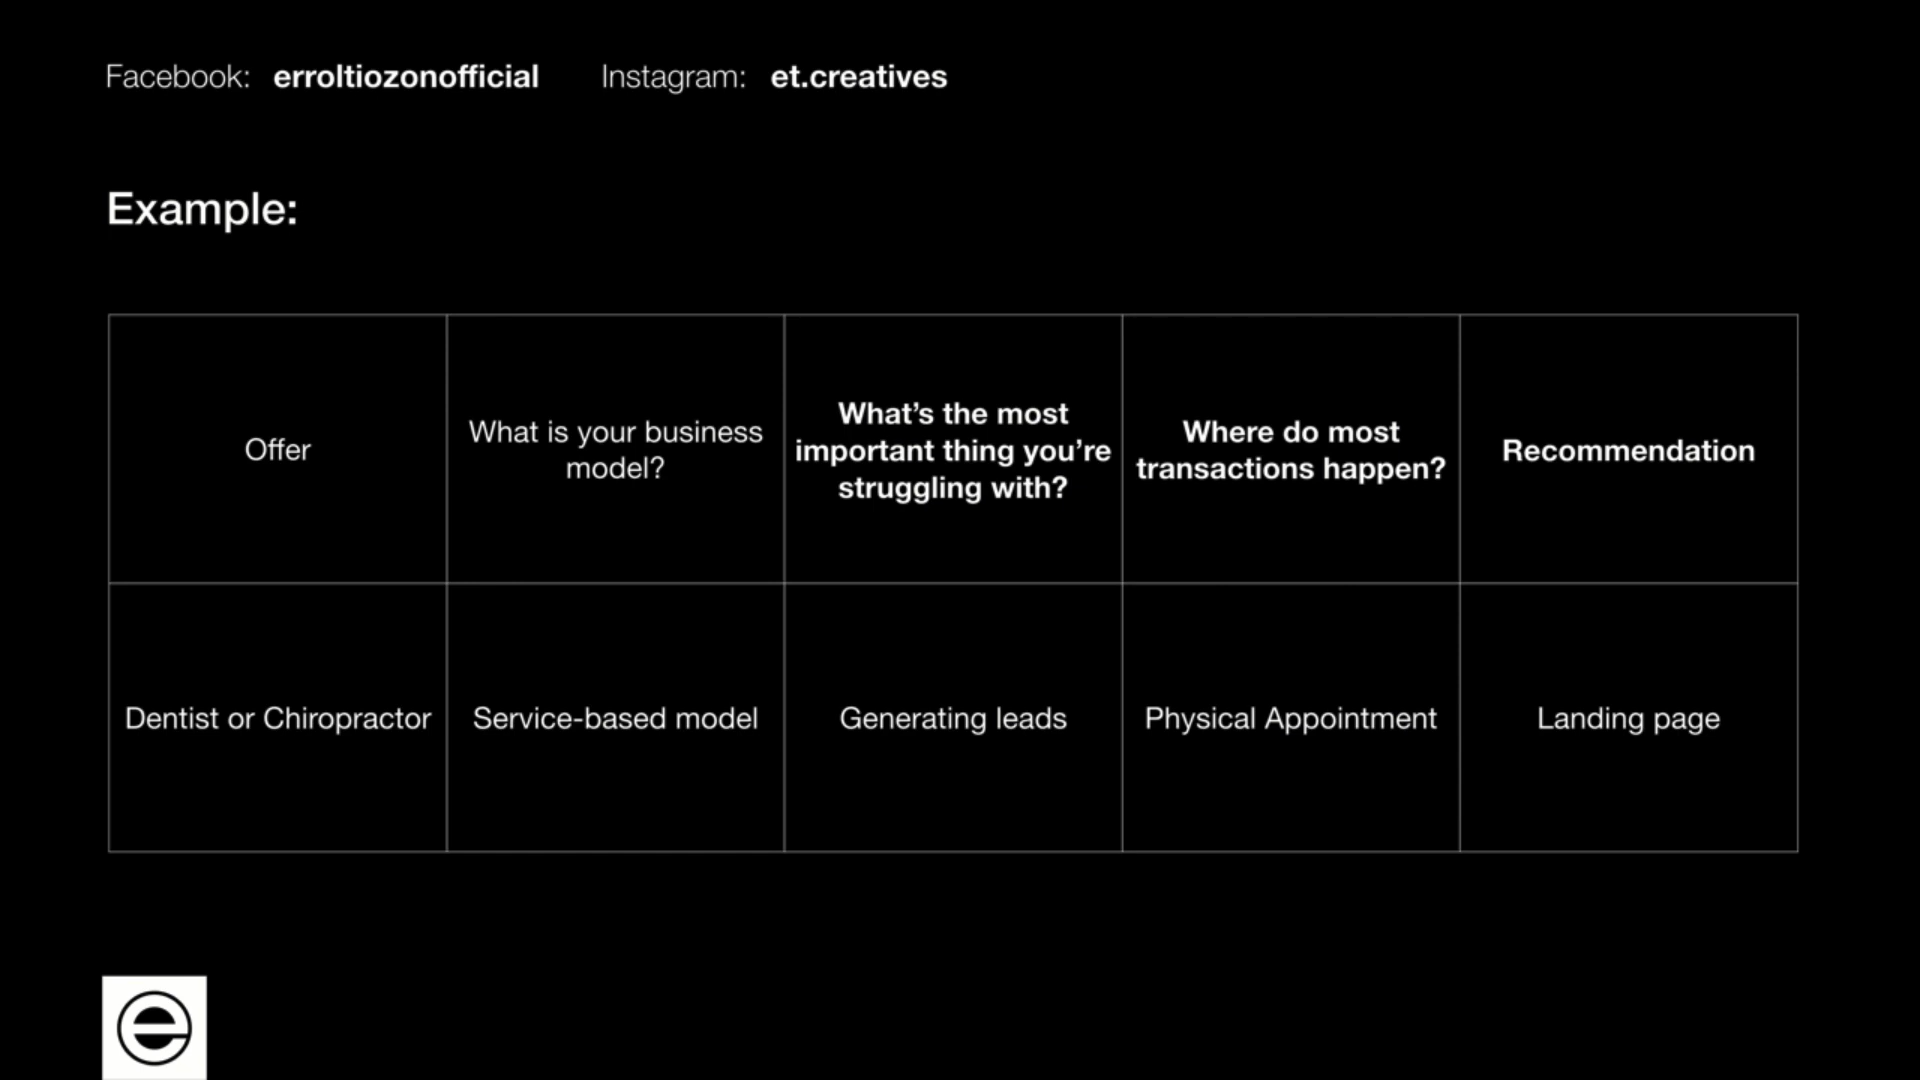 Facebook: erroltiozonofficial Instagram: et.creatives
Example:
Offer
What is your business
model?
What’s the most
important thing you’re
struggling with?
Where do most
transactions happen?
Recommendation
Dentist or Chiropractor
Service-based model
Generating leads
Physical Appointment
Landing page
e